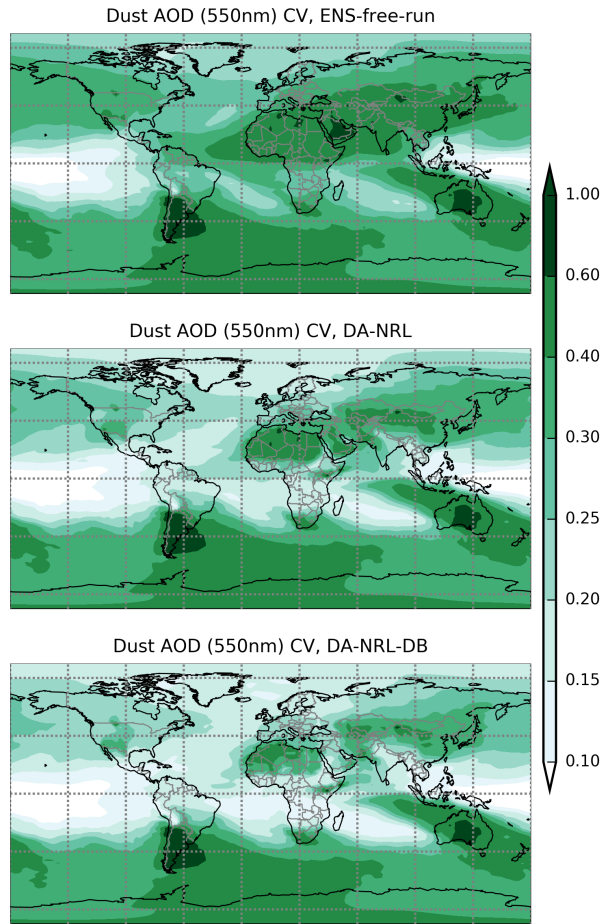 Dust AOD (550nm) CV, ENS-free-run
Dust AOD (550nm) CV, DA-NRL
Dust AOD (550nm) CV, DA-NRL-DB
1.00
0.60
0.40
0.30
0.25
0.20
0.15
0.10